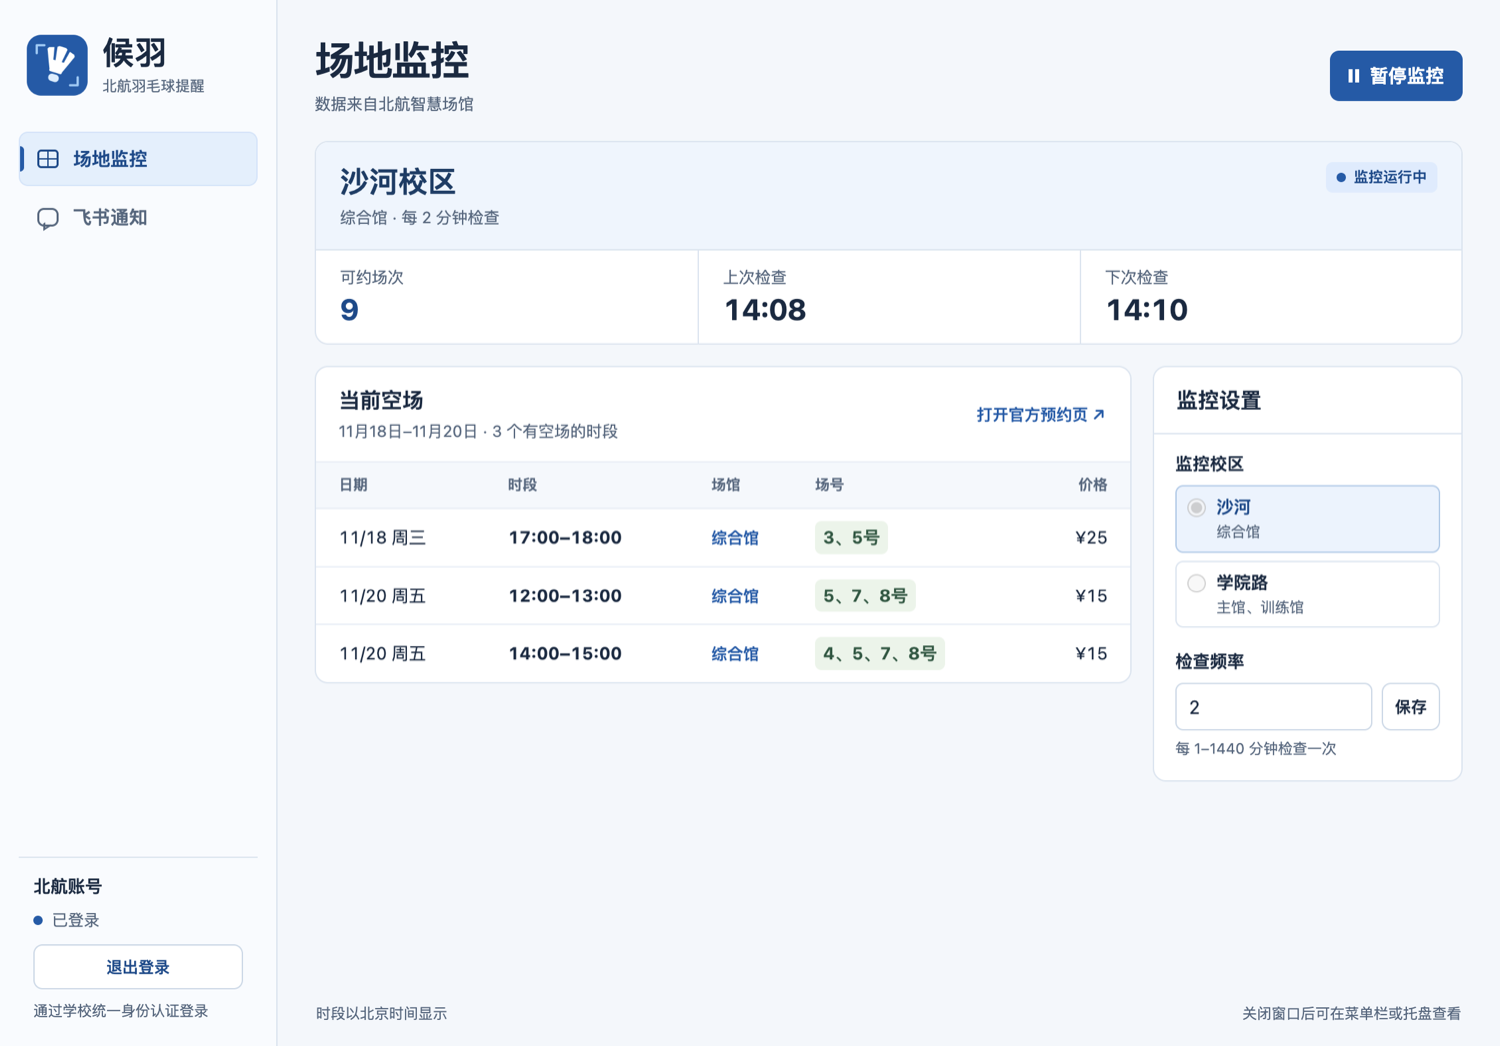 候羽
北航羽毛球提醒
场地监控
飞书通知
北航账号
已登录
退出登录
通过学校统一身份认证登录
场地监控
数据来自北航智慧场馆
暂停监控
沙河校区
综合馆 · 每 2 分钟检查
监控运行中
可约场次
9
上次检查
14:08
下次检查
14:10
当前空场
11月18日–11月20日 · 3 个有空场的时段
打开官方预约页 ↗
日期 时段 场馆 场号 价格
11/18 周三 17:00–18:00 综合馆 3、5号 ¥25
11/20 周五 12:00–13:00 综合馆 5、7、8号 ¥15
11/20 周五 14:00–15:00 综合馆 4、5、7、8号 ¥15
监控设置
监控校区
沙河
综合馆
学院路
主馆、训练馆
检查频率
2 保存
每 1–1440 分钟检查一次
时段以北京时间显示
关闭窗口后可在菜单栏或托盘查看